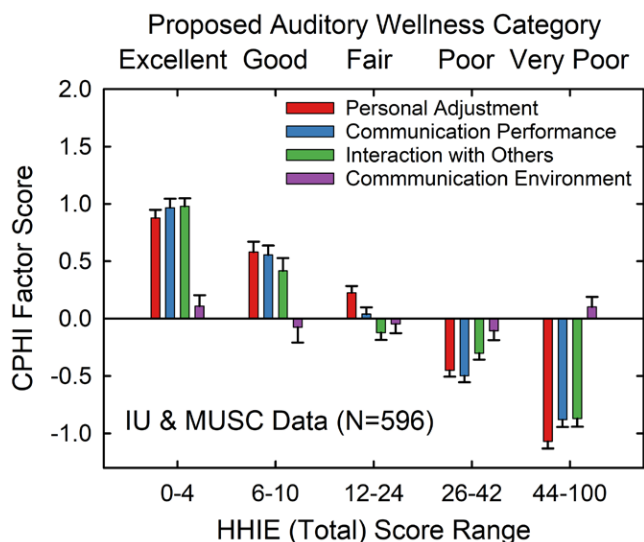 Proposed Auditory Wellness Category
Excellent Good Fair Poor Very Poor
2.0
1.5
1.0
0.5
0.0
-0.5
-1.0
CPHI Factor Score
Personal Adjustment
Communication Performance
Interaction with Others
Commmunication Environment
IU & MUSC Data (N=596)
0-4 6-10 12-24 26-42 44-100
HHIE (Total) Score Range